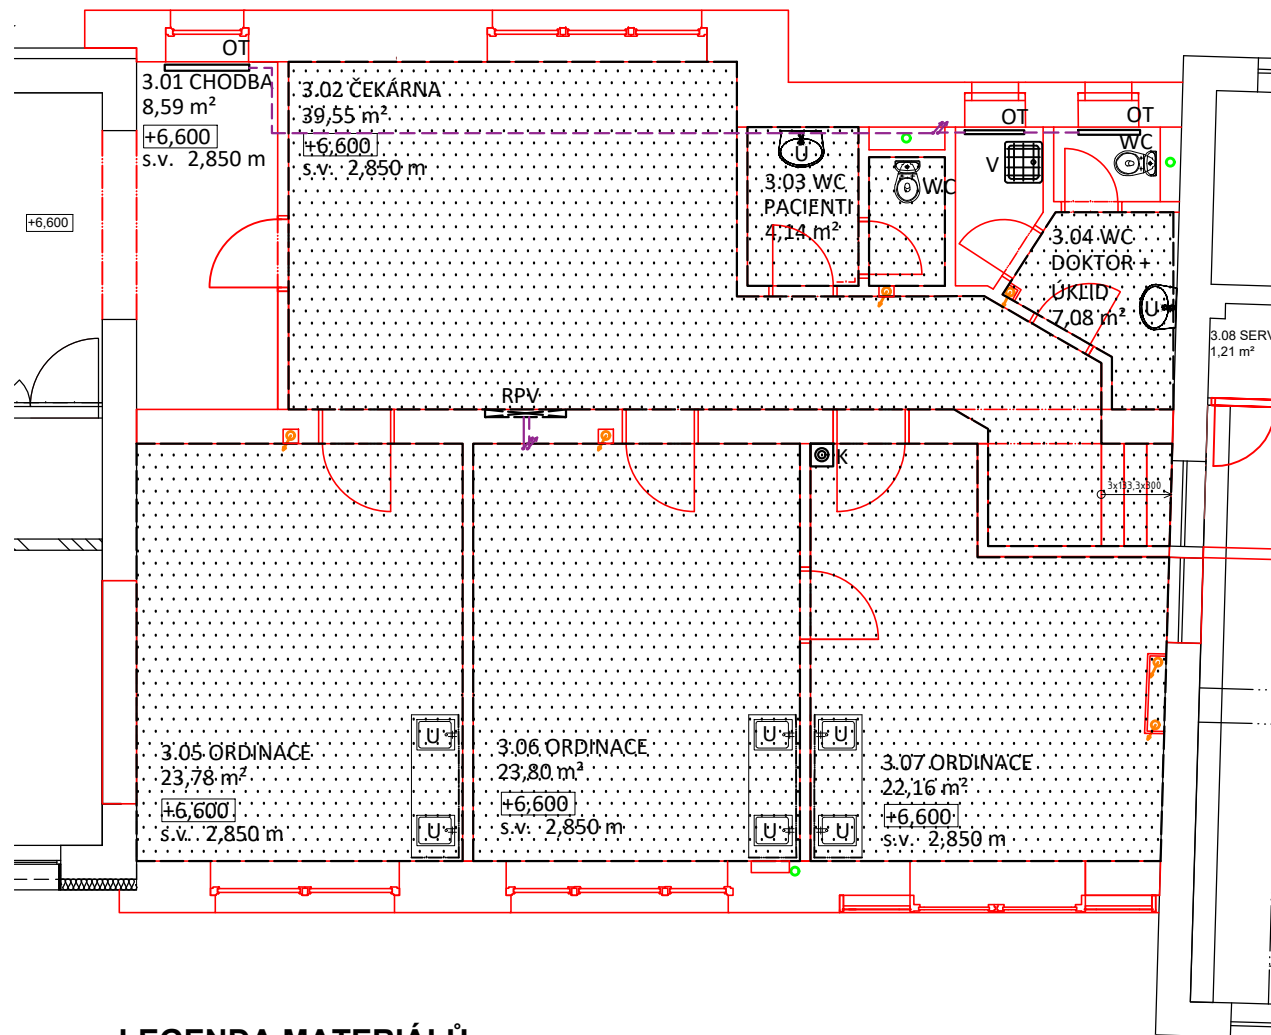 OT
3.01 CHODBA
8,59 m²
+6,600
s.v. 2,850 m
3.02 ČEKÁRNA
39,55 m²
+6,600
s.v. 2,850 m
+6,600
U
3.03 WC
PACIENTI
4,14 m²
WC
OT
V
OT
WC
3.04 WC
DOKTOR +
ÚKLID
7,08 m²
U
3.08 SERV
1,21 m²
RPV
K
3x133,3x300
3.05 ORDINACE
23,78 m²
+6,600
s.v. 2,850 m
U
U
3.06 ORDINACE
23,80 m²
+6,600
s.v. 2,850 m
U
U
U
U
3.07 ORDINACE
22,16 m²
+6,600
s.v. 2,850 m
LEGENDA MATERIÁLŮ